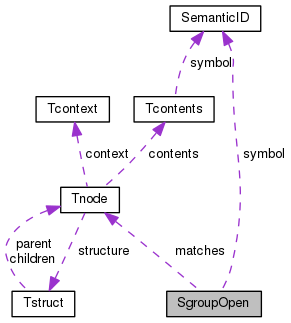 SemanticID
symbol
Tcontext
Tcontents
context
contents
symbol
Tnode
parent
children
structure
matches
Tstruct
SgroupOpen